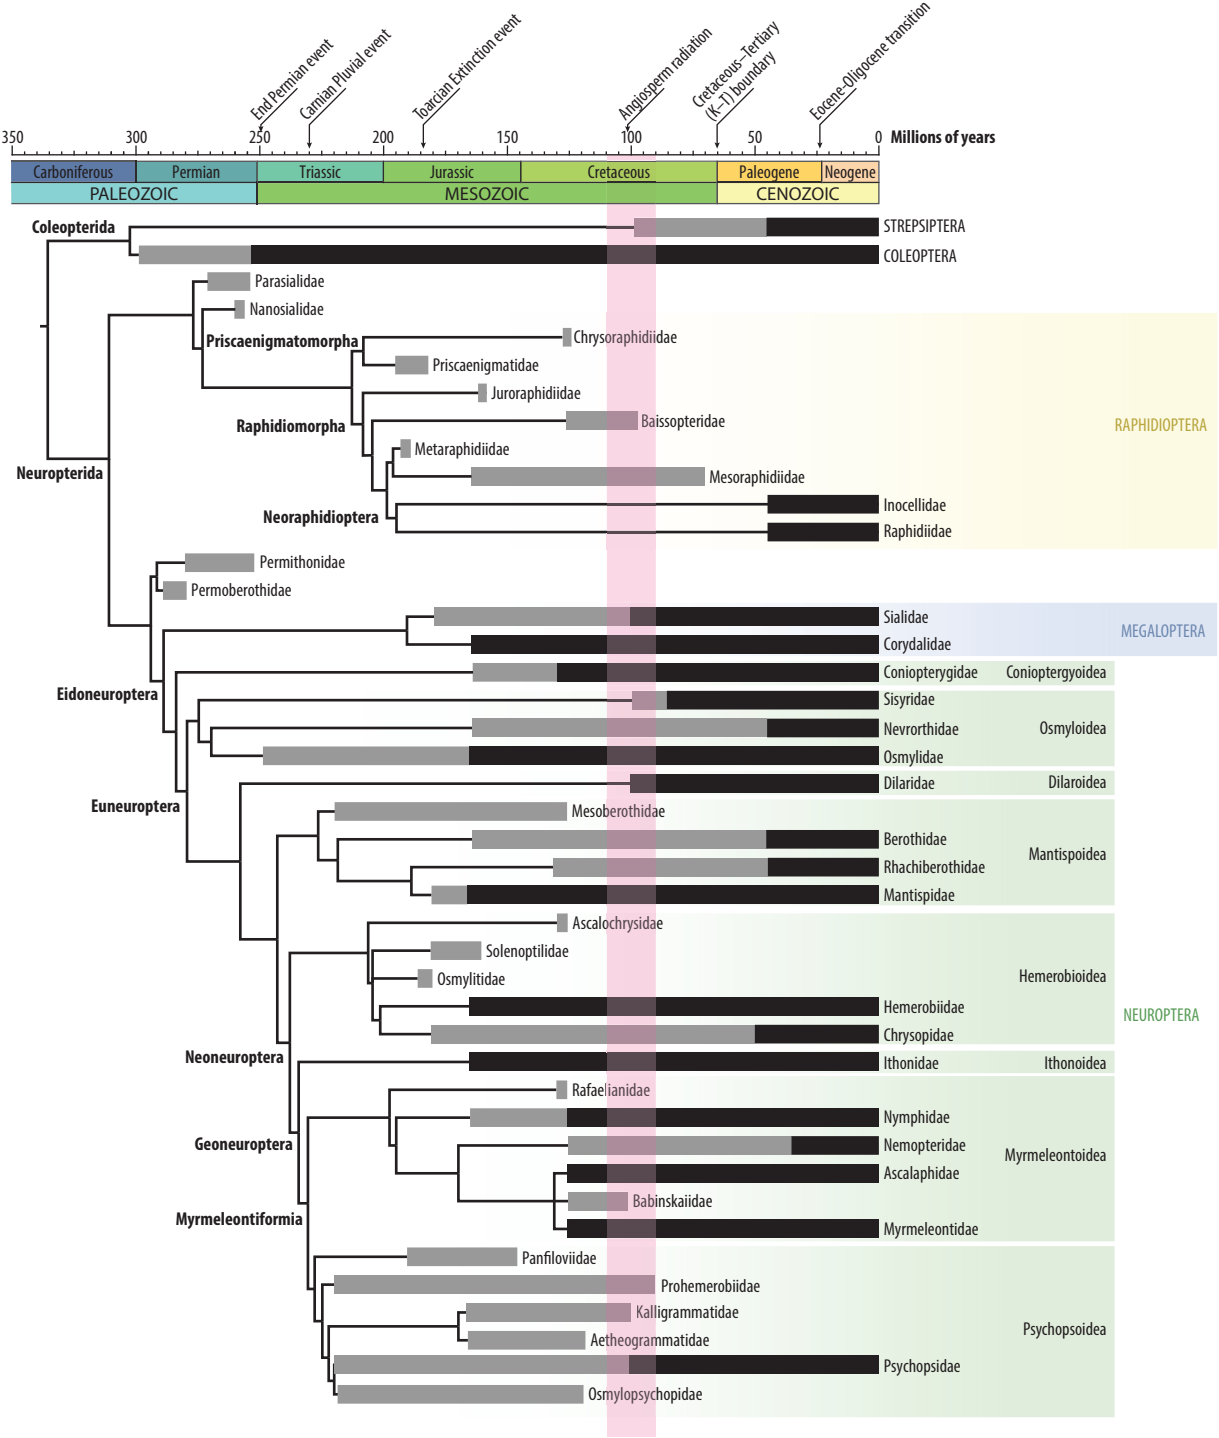 End Permian event
Carnian Pluvial event
Toarcian Extinction event
Angiosperm radiation
Cretaceous–Tertiary
(K–T) boundary
Eocene-Oligocene transition
350 300 250 200 150 100 50 0 Millions of years
Carboniferous Permian Triassic Jurassic Cretaceous Paleogene Neogene
PALEOZOIC MESOZOIC CENOZOIC
Coleopterida STREPSIPTERA
COLEOPTERA
Parasialidae
Nanosialidae
Priscaenigmatomorpha Chrysoraphidiidae
Priscaenigmatidae
Juroraphidiidae
Raphidiomorpha Baissopteridae RAPHIDIOPTERA
Metaraphidiidae
Neuropterida Mesoraphidiidae
Inocellidae
Neoraphidioptera
Raphidiidae
Permithonidae
Permoberothidae
Sialidae
MEGALOPTERA
Corydalidae
Coniopterygidae Conioptergyoidea
Eidoneuroptera
Sisyridae
Nevrorthidae Osmyloidea
Osmylidae
Dilaridae Dilaroidea
Euneuroptera
Mesoberothidae
Berothidae
Mantispoidea
Rhachiberothidae
Mantispidae
Ascalochrysidae
Solenoptilidae
Osmylitidae Hemerobioidea
Hemerobiidae
NEUROPTERA
Chrysopidae
Neoneuroptera
Ithonidae Ithonoidea
Rafaelianidae
Nymphidae
Geoneuroptera Nemopteridae
Myrmeleontoidea
Ascalaphidae
Babinskaiidae
Myrmeleontiformia
Myrmeleontidae
Panfiloviidae
Prohemerobiidae
Kalligrammatidae
Psychopsoidea
Aetheogrammatidae
Psychopsidae
Osmylopsychopidae